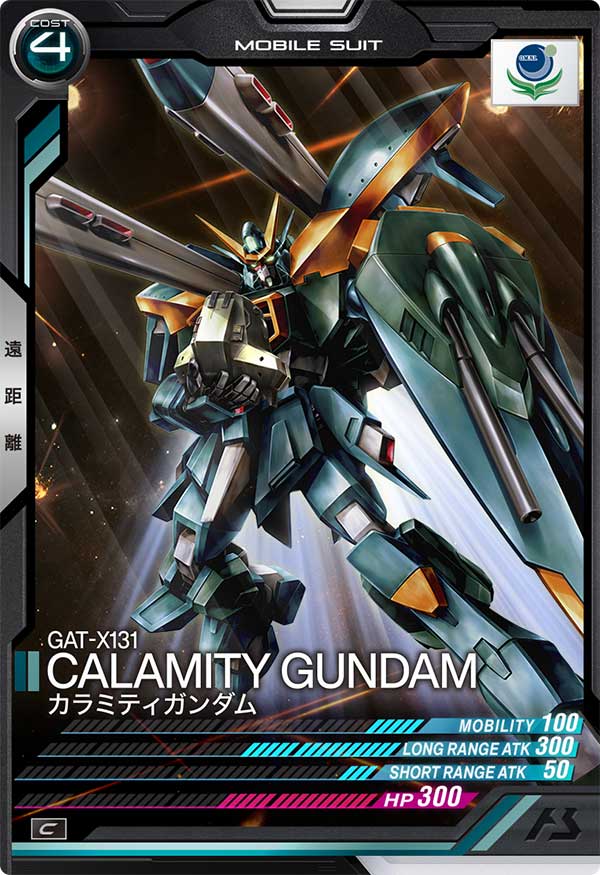 COST
4
MOBILE SUIT
O.M.N.I.
遠距離
GAT-X131
CALAMITY GUNDAM
カラミティガンダム
MOBILITY 100
LONG RANGE ATK 300
SHORT RANGE ATK 50
HP 300
C